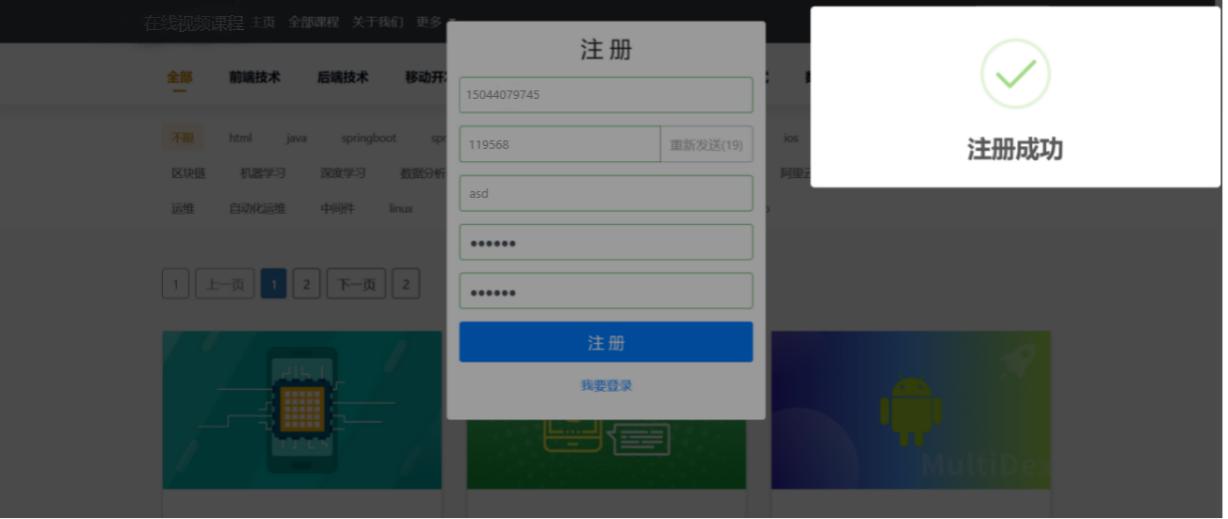 在线视频课程 主页 全部课程 关于我们 更多
全部 前端技术 后端技术 移动开
不限 html java springboot spr ios
区块链 机器学习 深度学习 数据分析 阿里云
运维 自动化运维 中间件 linux
1 上一页 1 2 下一页 2
注 册
15044079745
119568 重新发送(19)
asd
••••••
••••••
注 册
我要登录
注册成功
MultiDex